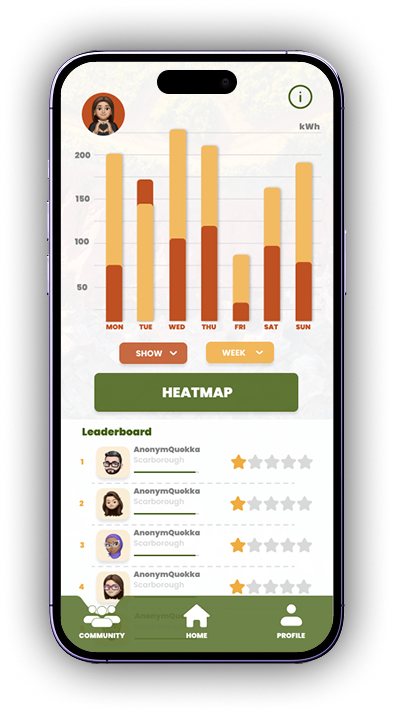 i
kWh
200
150
100
50
MON TUE WED THU FRI SAT SUN
SHOW WEEK
HEATMAP
Leaderboard
1 AnonymQuokka
Scarborough
2 AnonymQuokka
Scarborough
3 AnonymQuokka
Scarborough
4 AnonymQuokka
Scarborough
COMMUNITY HOME PROFILE